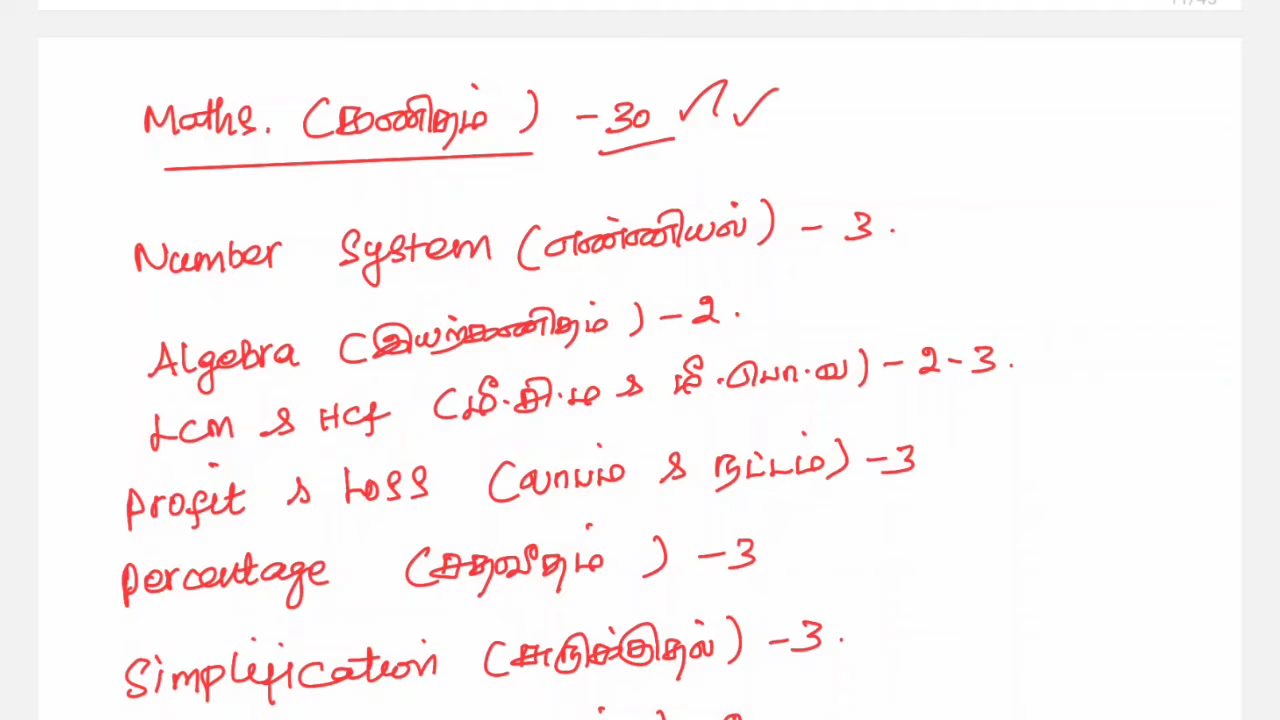 Maths. (கணிதம்) - 30
Number System (எண்ணியல்) - 3.
Algebra (இயற்கணிதம்) - 2.
LCM & HCF (மீ.சி.ம & மீ.பொ.வ) - 2-3.
Profit & Loss (லாபம் & நட்டம்) - 3
Percentage (சதவீதம்) - 3
Simplification (சுருக்குதல்) - 3.